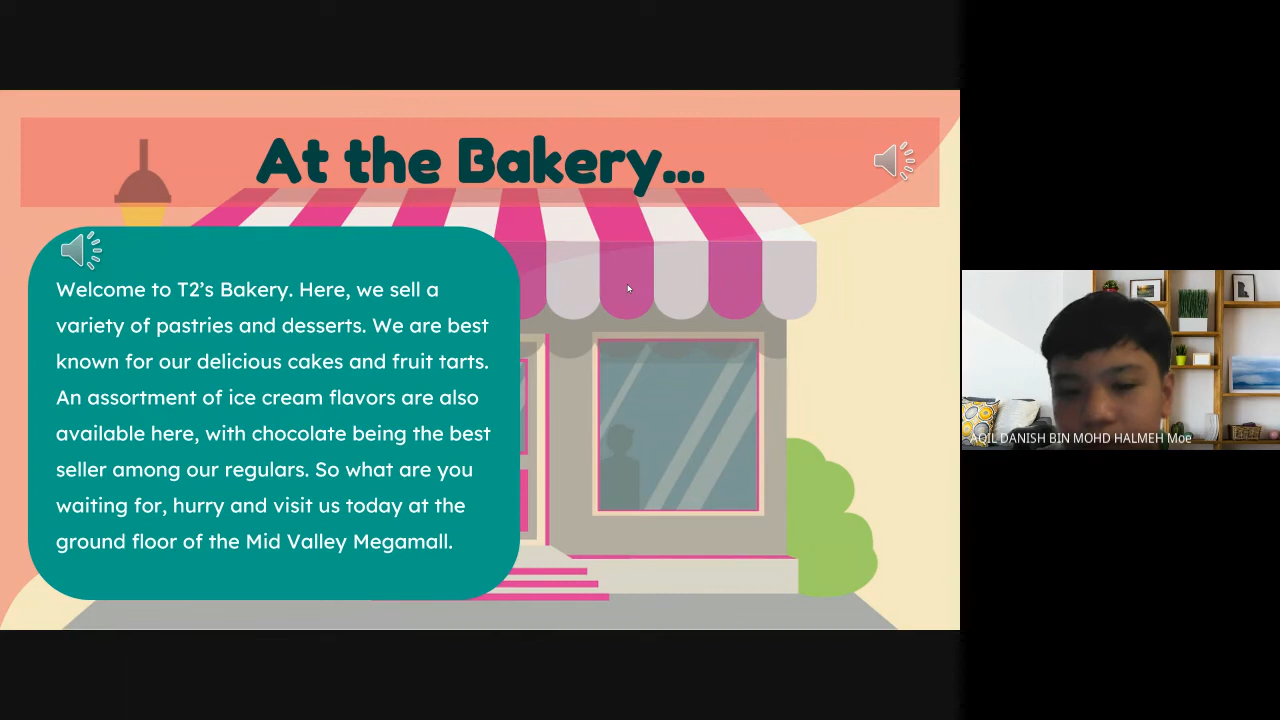 At the Bakery...
Welcome to T2's Bakery. Here, we sell a
variety of pastries and desserts. We are best
known for our delicious cakes and fruit tarts.
An assortment of ice cream flavors are also
available here, with chocolate being the best
seller among our regulars. So what are you
waiting for, hurry and visit us today at the
ground floor of the Mid Valley Megamall.
AQIL DANISH BIN MOHD HALMEH Moe